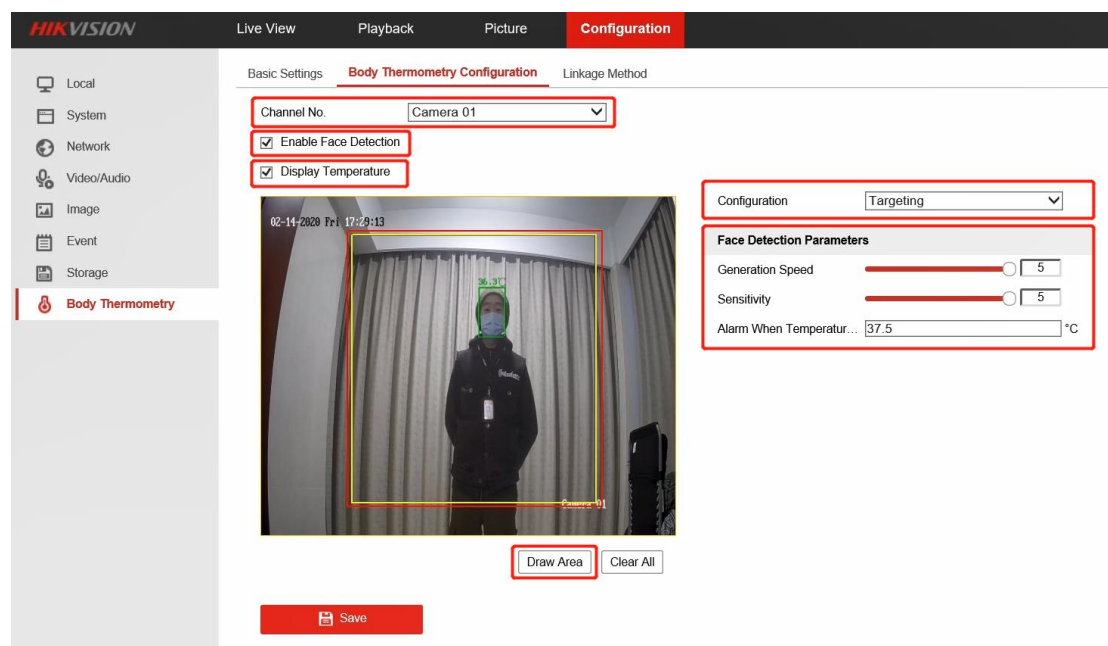 HIKVISION
Live View Playback Picture Configuration
Local
System
Network
Video/Audio
Image
Event
Storage
Body Thermometry
Basic Settings Body Thermometry Configuration Linkage Method
Channel No. Camera 01
Enable Face Detection
Display Temperature
02-14-2020 Fri 17:29:13
36.3°C
Camera 01
Configuration Targeting
Face Detection Parameters
Generation Speed 5
Sensitivity 5
Alarm When Temperatur... 37.5 °C
Draw Area Clear All
Save